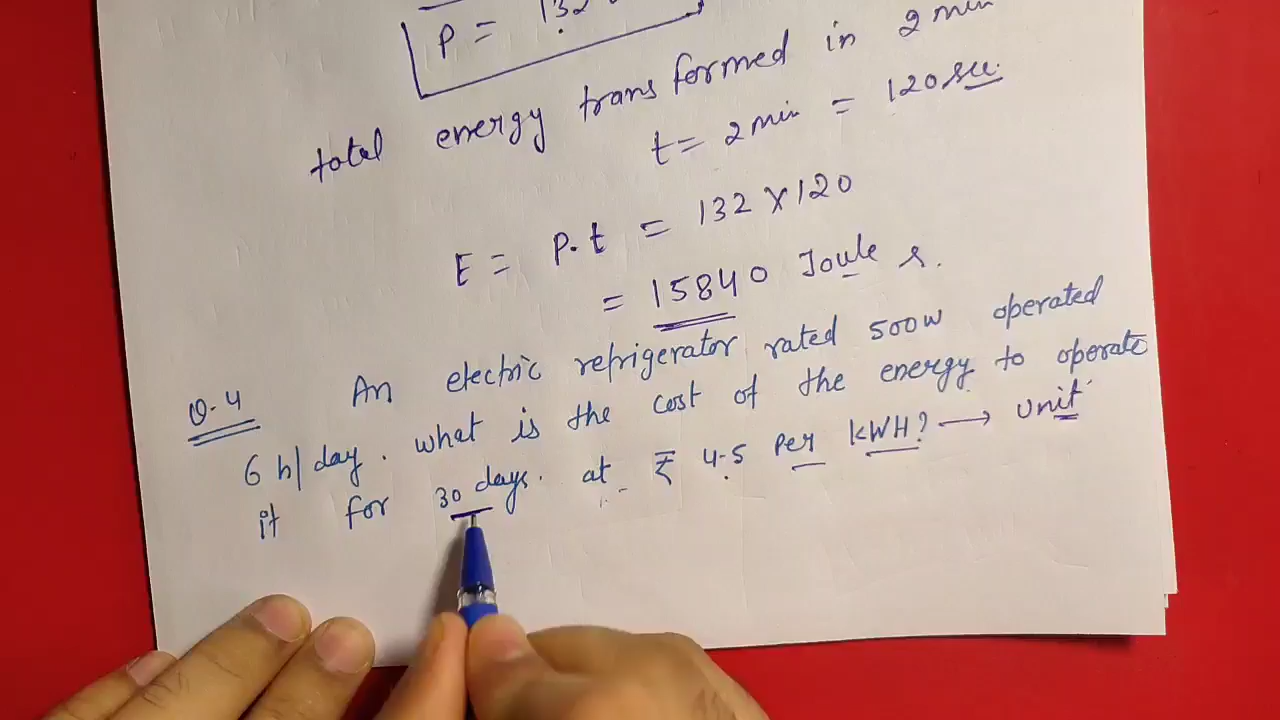 P = 132
total energy transformed in 2 min
t = 2 min = 120 sec.
E = P.t = 132 x 120
= 15840 Joule s.
Q-4 An electric refrigerator rated 500W operated
6 h/day. what is the cost of the energy to operate
it for 30 days. at ₹ 4.5 per kWH? → unit